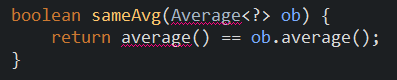 boolean sameAvg(Average<?> ob) {
    return average() == ob.average();
}